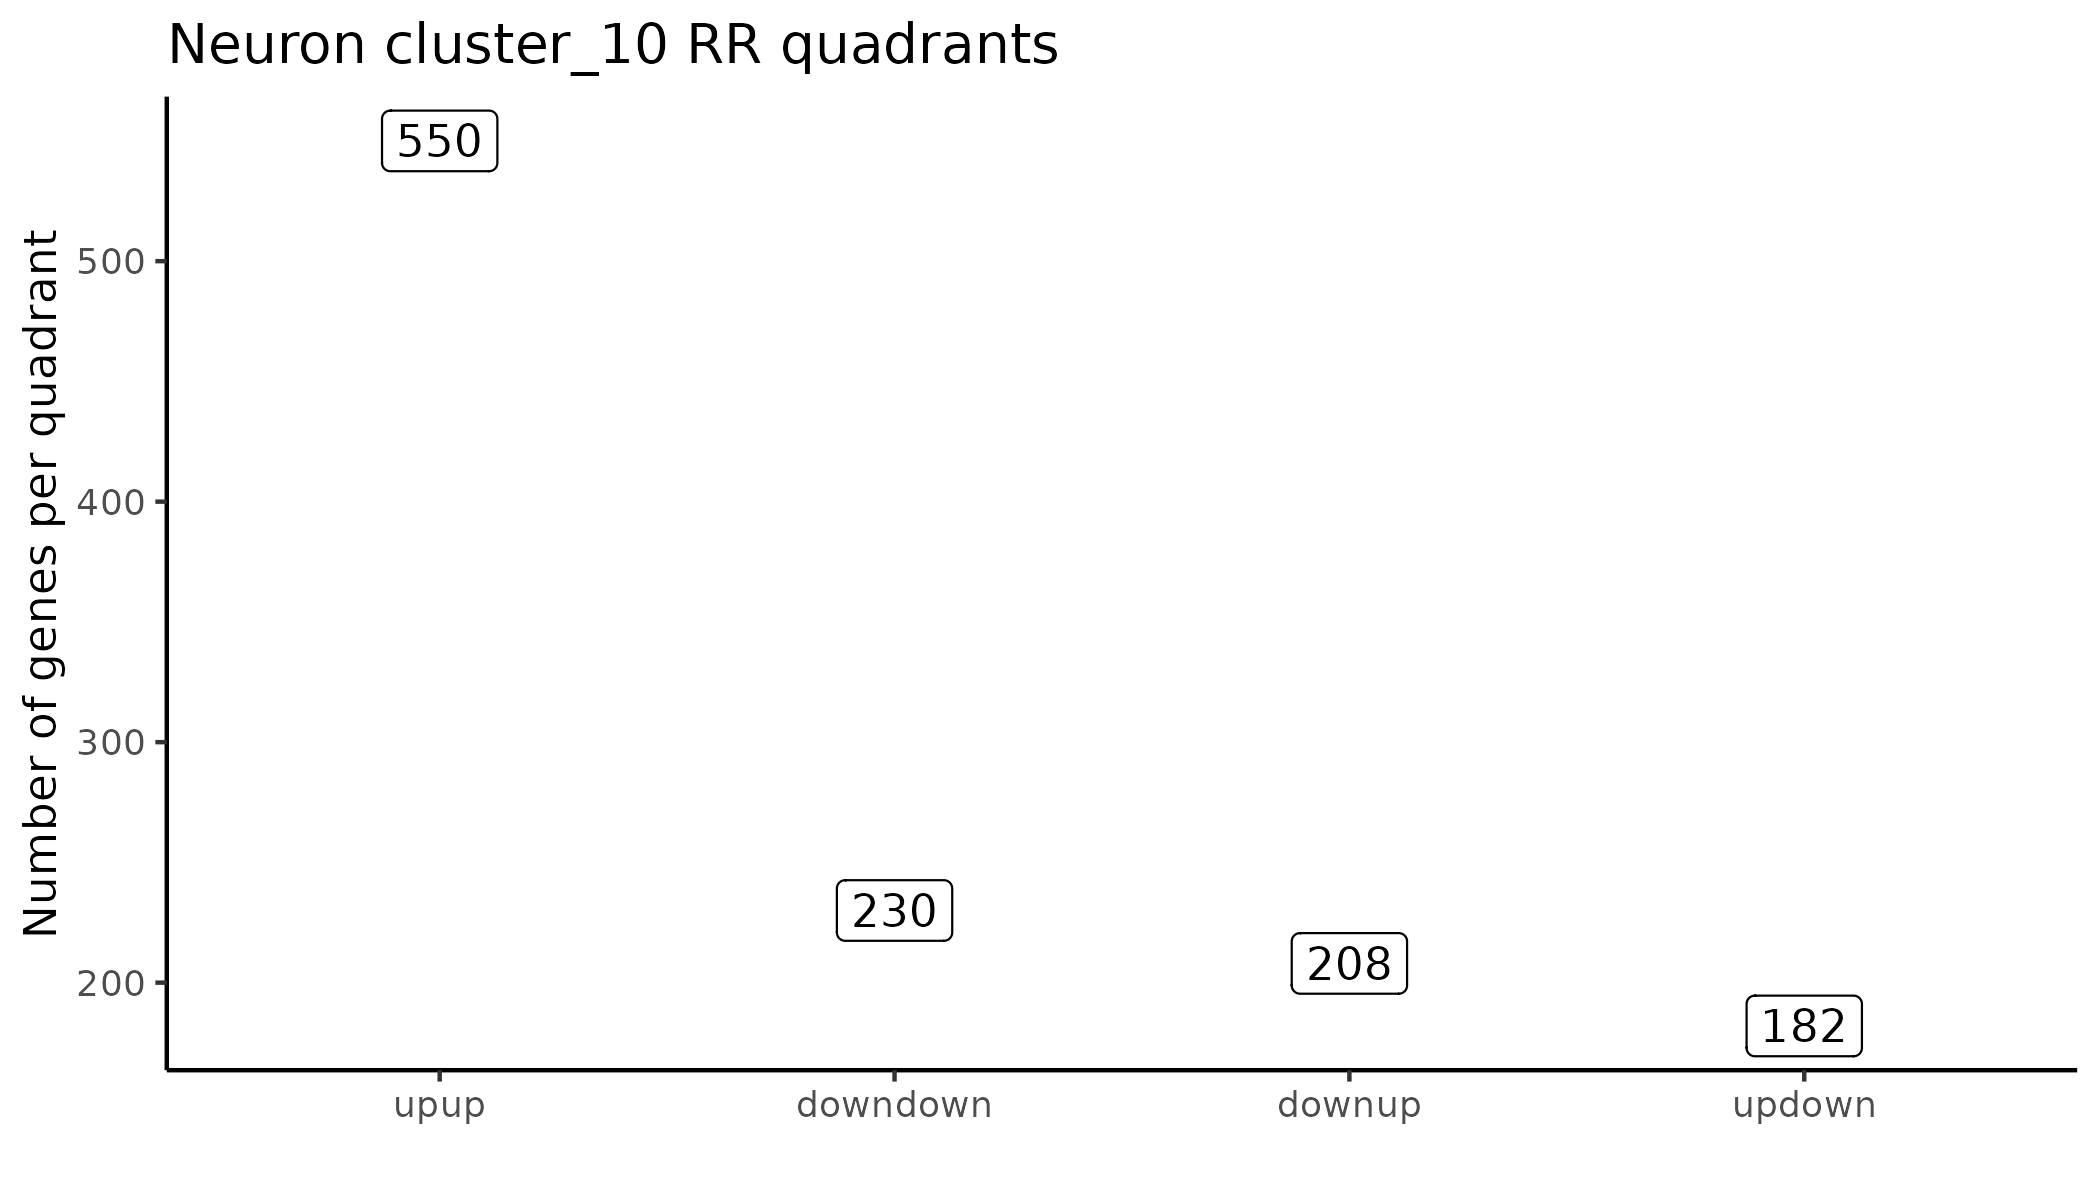 Neuron cluster_10 RR quadrants
Number of genes per quadrant
500
400
300
200
550
230
208
182
upup
downdown
downup
updown